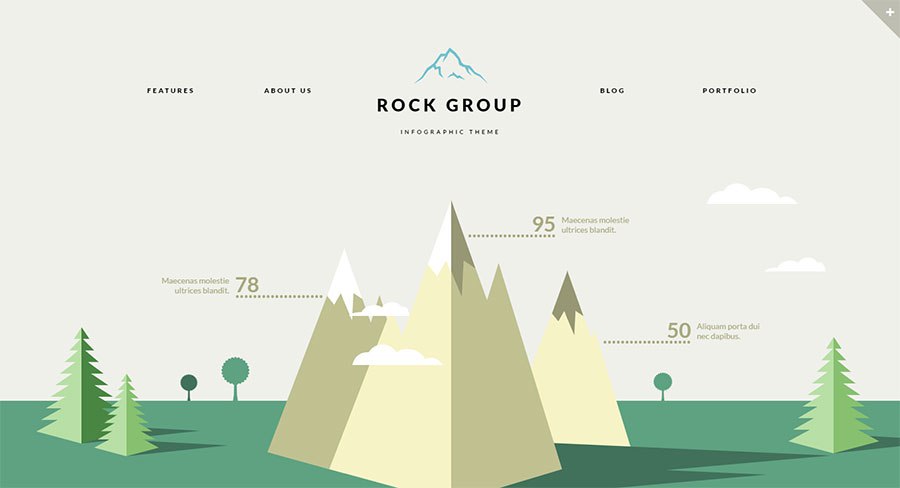 FEATURES
ABOUT US
ROCK GROUP
INFOGRAPHIC THEME
BLOG
PORTFOLIO
95
Maecenas molestie
ultrices blandit.
Maecenas molestie
ultrices blandit.
78
50
Aliquam porta dui
nec dapibus.